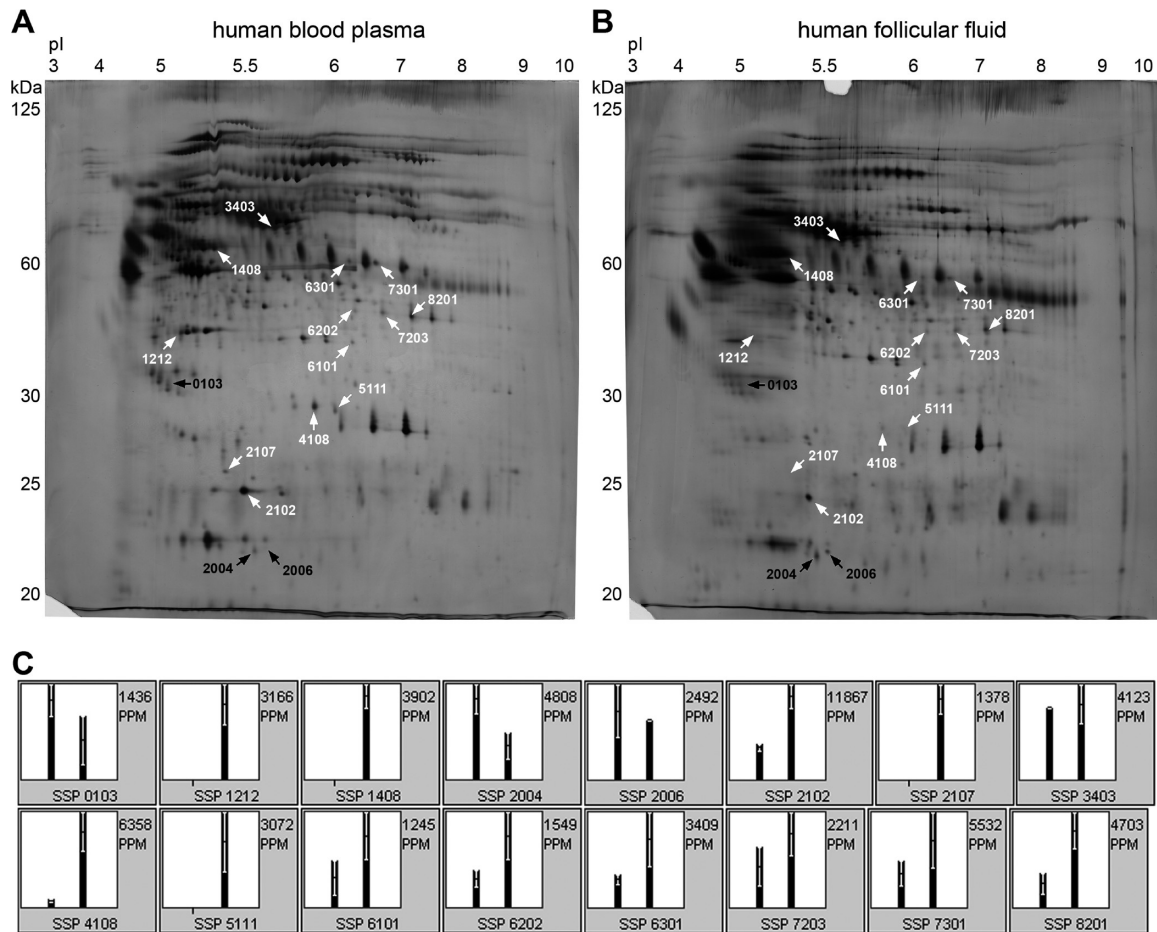 A
human blood plasma
pI
3 4 5 5.5 6 7 8 9 10
kDa
125
3403
1408
60
6301
7301
8201
6202
7203
1212
6101
0103
30
5111
4108
2107
25
2102
2004
2006
20
B
human follicular fluid
pI
3 4 5 5.5 6 7 8 9 10
kDa
125
3403
1408
60
6301
7301
8201
1212
6202
7203
6101
0103
30
5111
4108
2107
25
2102
2004
2006
20
C
1436 PPM
SSP 0103
3166 PPM
SSP 1212
3902 PPM
SSP 1408
4808 PPM
SSP 2004
2492 PPM
SSP 2006
11867 PPM
SSP 2102
1378 PPM
SSP 2107
4123 PPM
SSP 3403
6358 PPM
SSP 4108
3072 PPM
SSP 5111
1245 PPM
SSP 6101
1549 PPM
SSP 6202
3409 PPM
SSP 6301
2211 PPM
SSP 7203
5532 PPM
SSP 7301
4703 PPM
SSP 8201